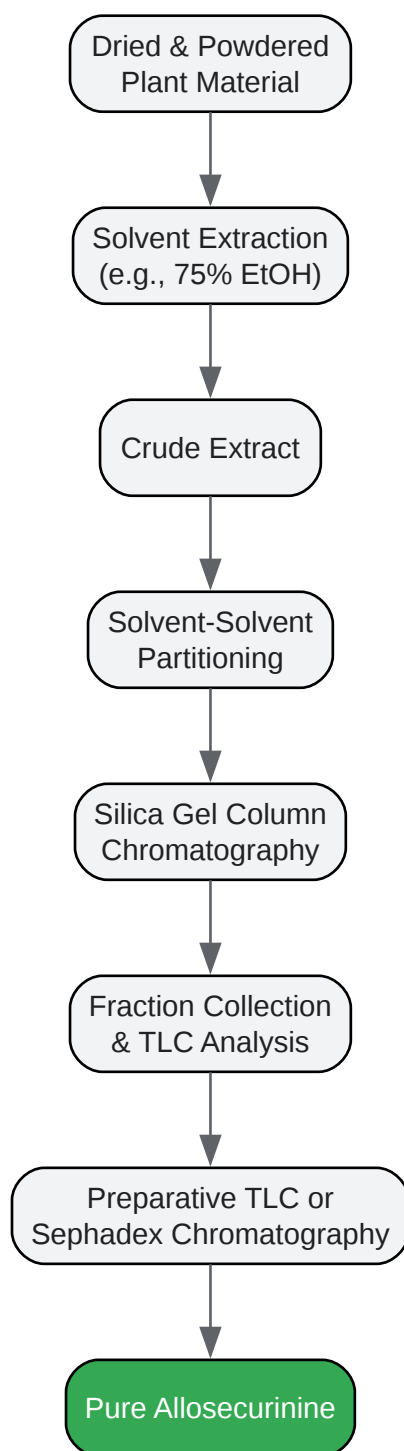 Dried & Powdered
Plant Material
Solvent Extraction
(e.g., 75% EtOH)
Crude Extract
Solvent-Solvent
Partitioning
Silica Gel Column
Chromatography
Fraction Collection
& TLC Analysis
Preparative TLC or
Sephadex Chromatography
Pure Allosecurinine